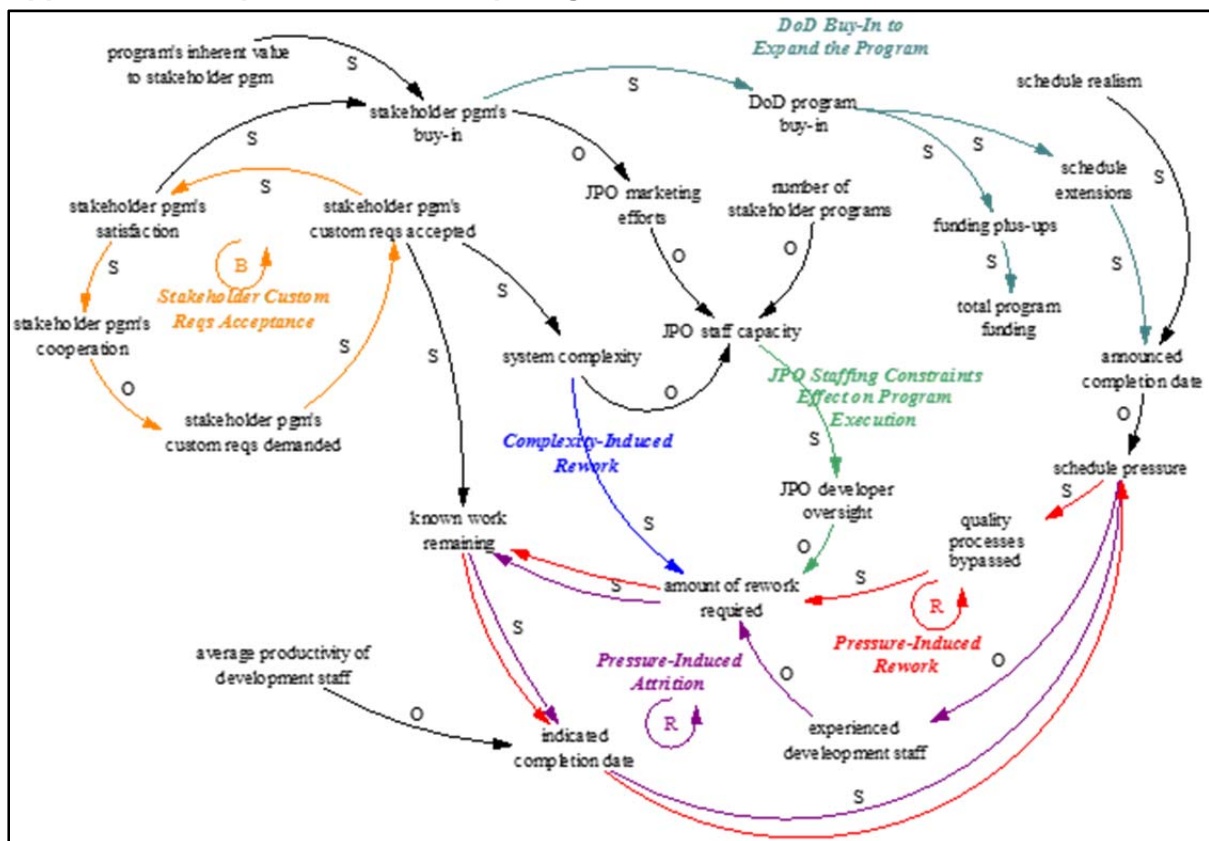 DoD Buy-In to
Expand the Program
program's inherent value
to stakeholder pgm
S
S
schedule realism
stakeholder pgm's
buy-in
DoD program
buy-in
S
O
S
S
schedule
extensions
S
S
JPO marketing
efforts
number of
stakeholder programs
stakeholder pgm's
satisfaction
stakeholder pgm's
custom reqs accepted
funding plus-ups
S
B
O
O
S
S
S
Stakeholder Custom
Reqs Acceptance
total program
funding
stakeholder pgm's
cooperation
JPO staff capacity
S
S
system complexity
announced
completion date
O
O
JPO Staffing Constraints
Effect on Program
Execution
O
stakeholder pgm's
custom reqs demanded
Complexity-Induced
Rework
S
schedule pressure
S
JPO developer
oversight
known work
remaining
quality
processes
bypassed
S
O
amount of rework
required
S
S
R
S
average productivity of
development staff
Pressure-Induced
Attrition
Pressure-Induced
Rework
O
O
O
R
indicated
completion date
experienced
develeopment staff
S